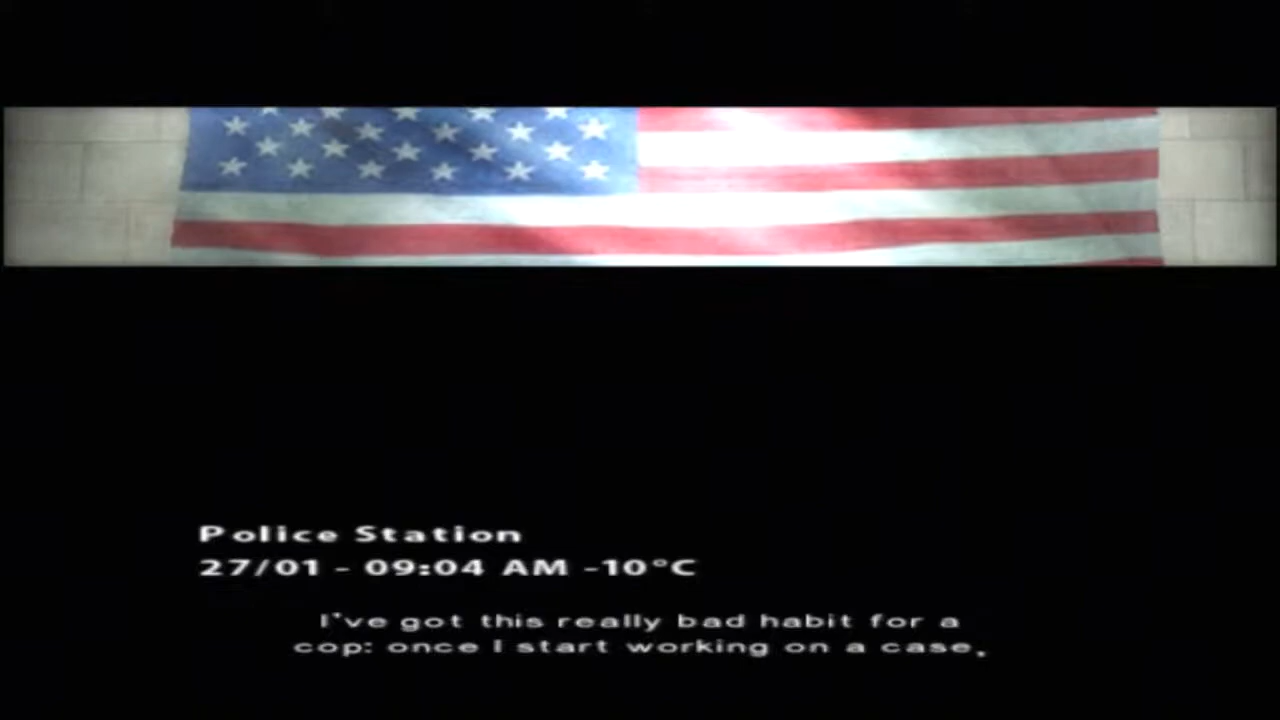 Police Station
27/01 - 09:04 AM -10°C
I've got this really bad habit for a
cop: once I start working on a case,